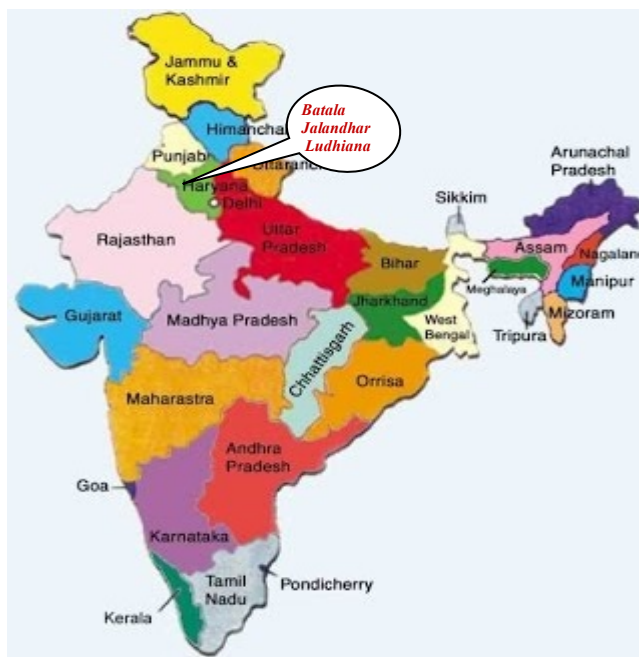 Jammu &
Kashmir
Batala
Jalandhar
Ludhiana
Himanchal
Punjab
Uttaranch
Haryana
Delhi
Arunachal
Pradesh
Sikkim
Rajasthan
Uttar
Pradesh
Assam
Nagaland
Bihar
Meghalaya
Manipur
Gujarat
Madhya Pradesh
Jharkhand
West
Bengal
Tripura
Mizoram
Chhattisgarh
Maharastra
Orrisa
Andhra
Pradesh
Goa
Karnataka
Tamil
Nadu
Pondicherry
Kerala